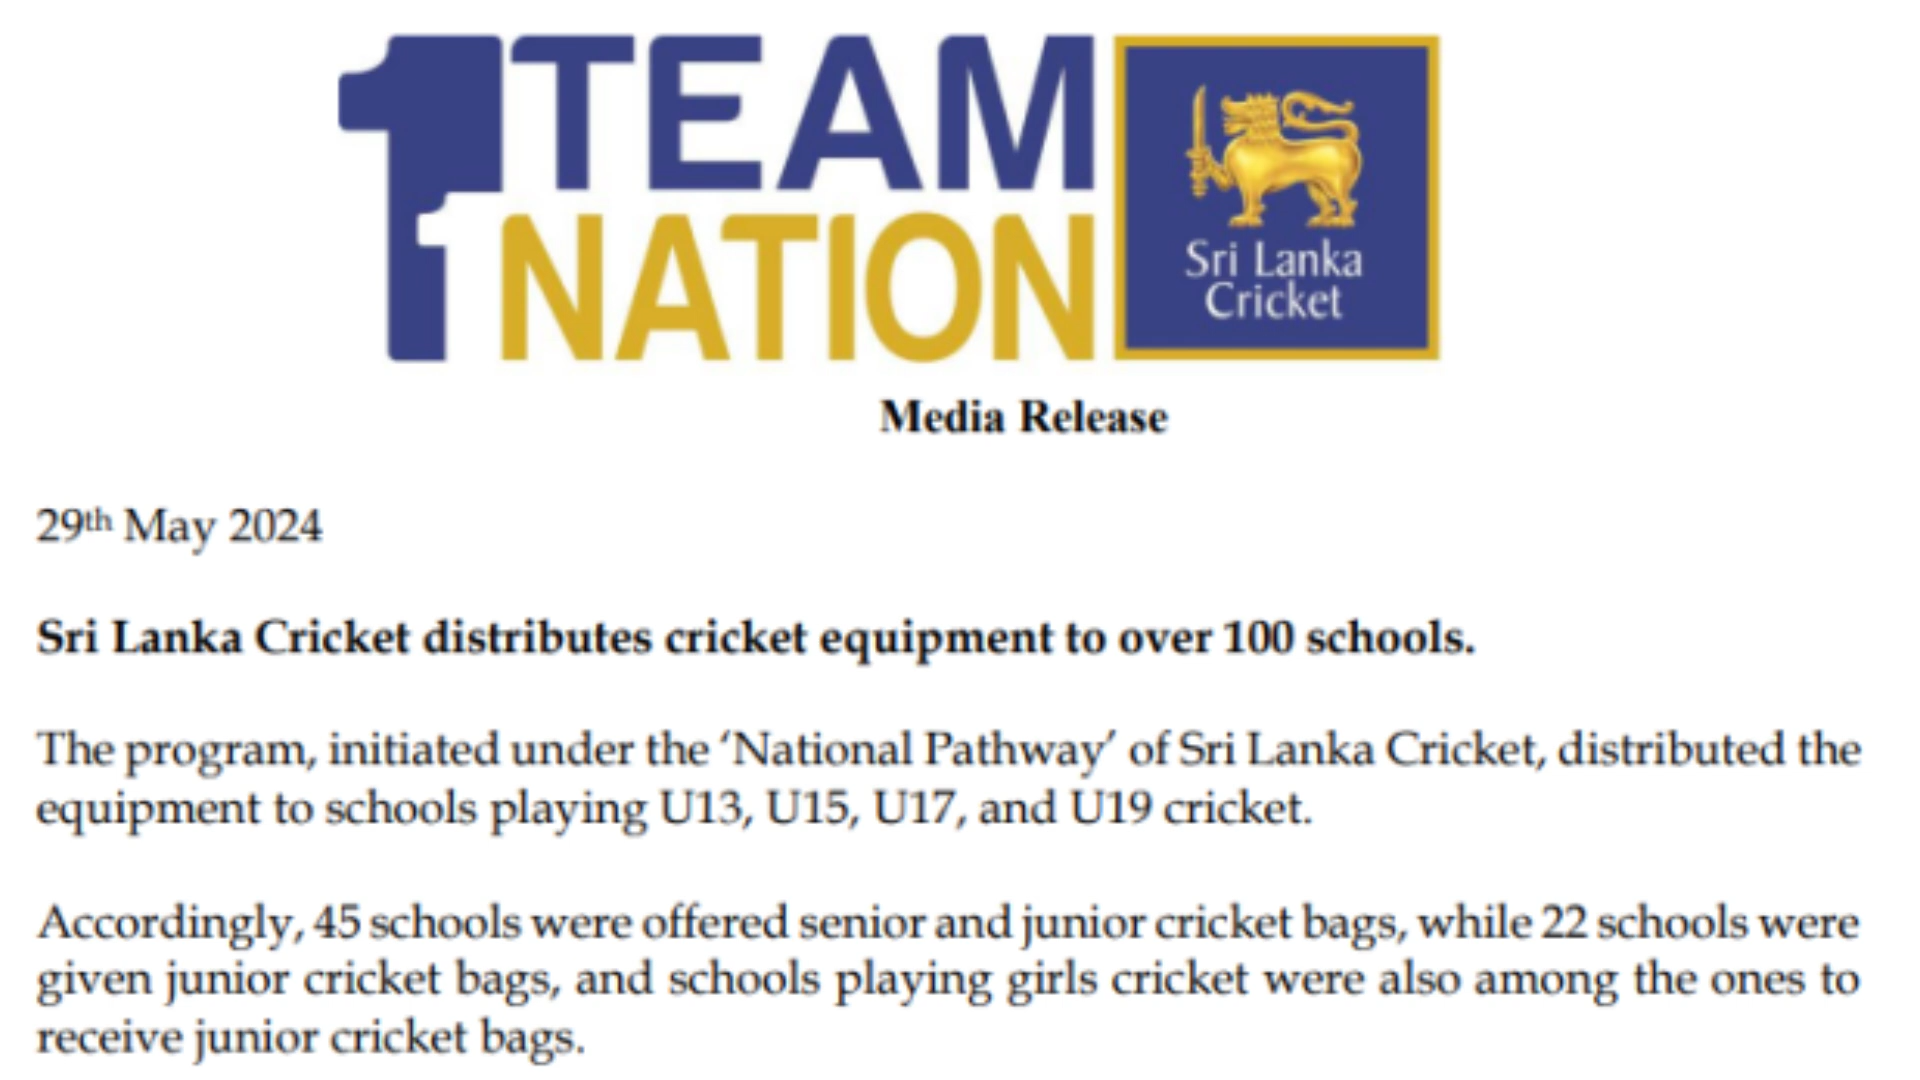 1 TEAM
1 NATION
Sri Lanka
Cricket
Media Release
29th May 2024
Sri Lanka Cricket distributes cricket equipment to over 100 schools.
The program, initiated under the ‘National Pathway’ of Sri Lanka Cricket, distributed the
equipment to schools playing U13, U15, U17, and U19 cricket.
Accordingly, 45 schools were offered senior and junior cricket bags, while 22 schools were
given junior cricket bags, and schools playing girls cricket were also among the ones to
receive junior cricket bags.